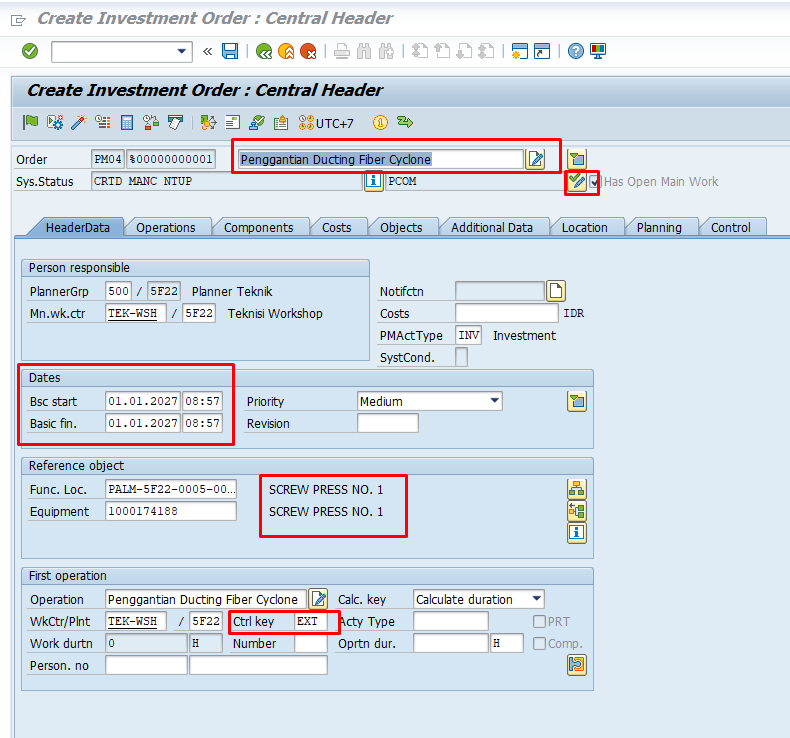 Create Investment Order : Central Header
Create Investment Order : Central Header
UTC+7
Order PM04 %00000000001 Penggantian Ducting Fiber Cyclone
Sys.Status CRTD MANC NTUP PCOM Has Open Main Work
HeaderData Operations Components Costs Objects Additional Data Location Planning Control
Person responsible
PlannerGrp 500 / 5F22 Planner Teknik Notifctn
Mn.wk.ctr TEK-WSH / 5F22 Teknisi Workshop Costs IDR
PMActType INV Investment
SystCond.
Dates
Bsc start 01.01.2027 08:57 Priority Medium
Basic fin. 01.01.2027 08:57 Revision
Reference object
Func. Loc. PALM-5F22-0005-00... SCREW PRESS NO. 1
Equipment 1000174188 SCREW PRESS NO. 1
First operation
Operation Penggantian Ducting Fiber Cyclone Calc. key Calculate duration
WkCtr/Plnt TEK-WSH / 5F22 Ctrl key EXT Acty Type PRT
Work durtn 0 H Number Oprtn dur. H Comp.
Person. no